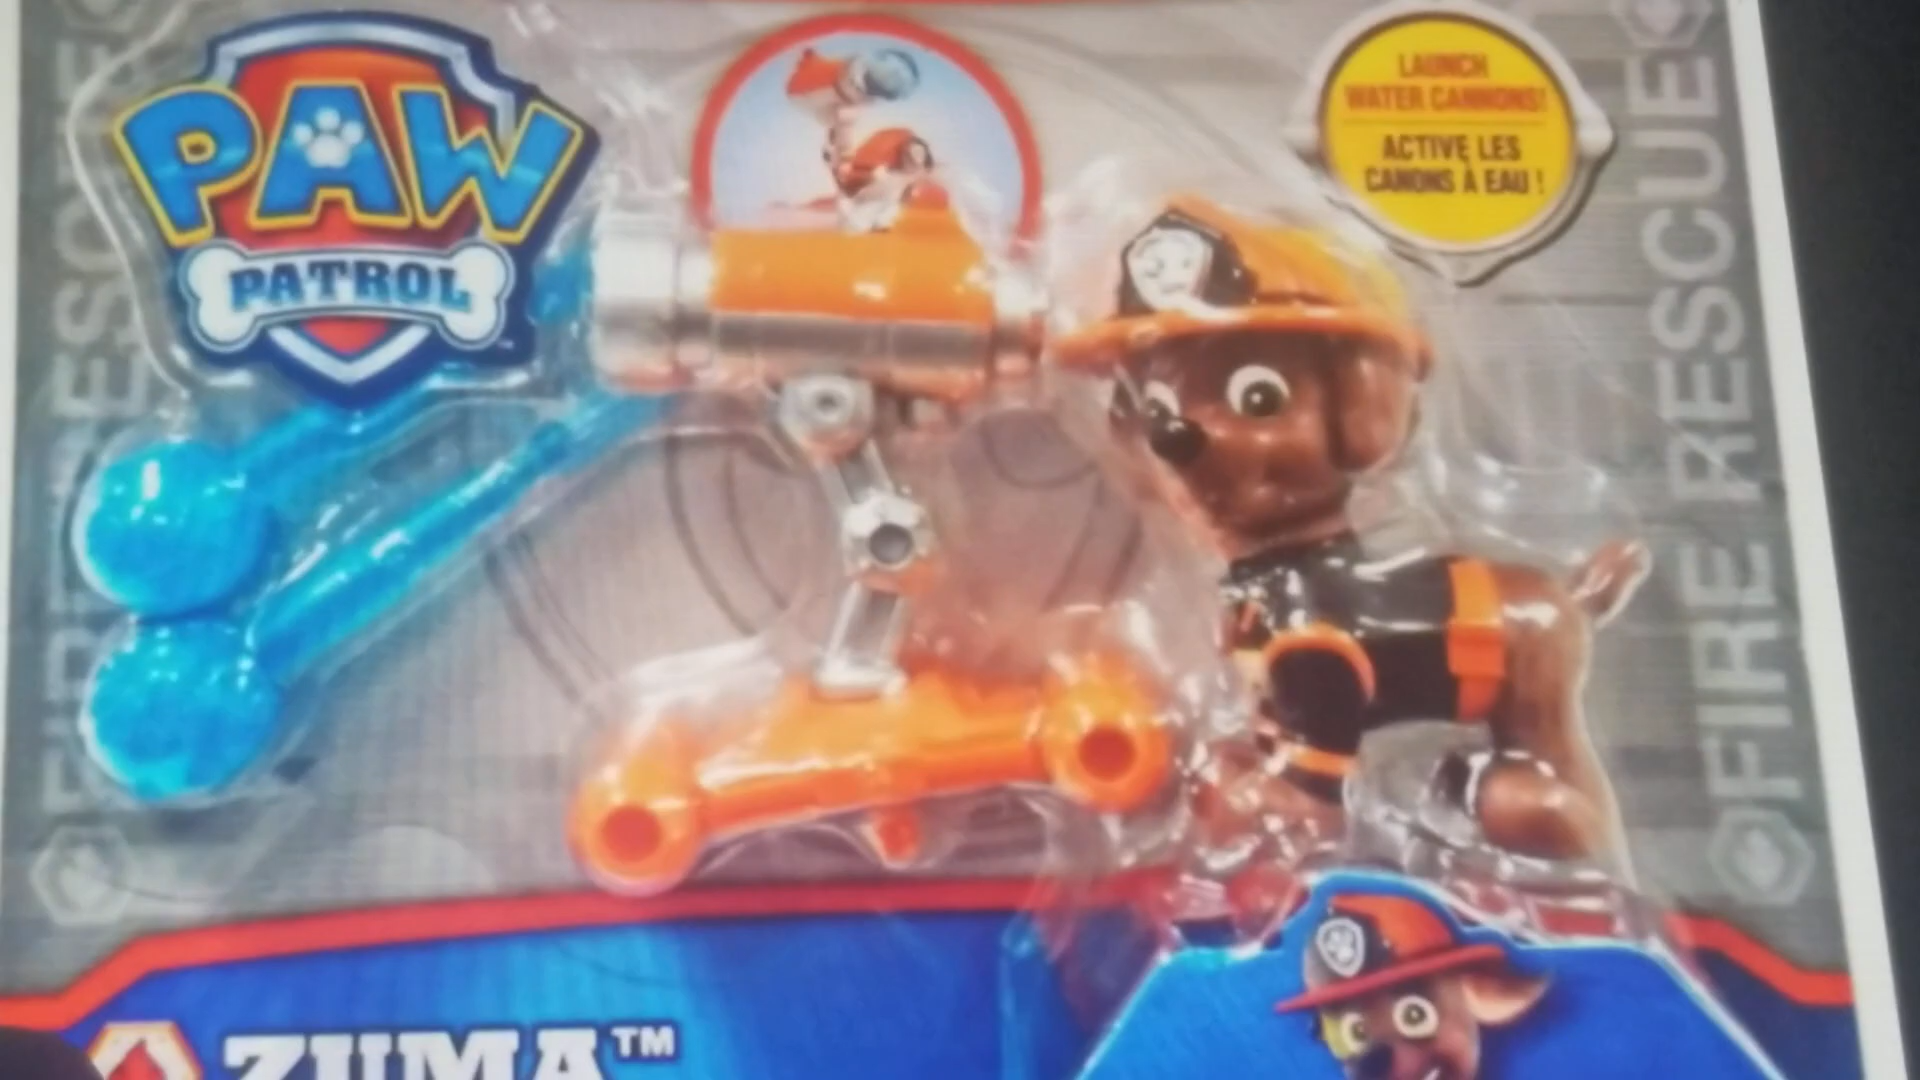 PAW
PATROL
LAUNCH
WATER CANNONS!
ACTIVE LES
CANONS À EAU !
FIRE RESCUE
FIRE RESCUE
ZUMA™